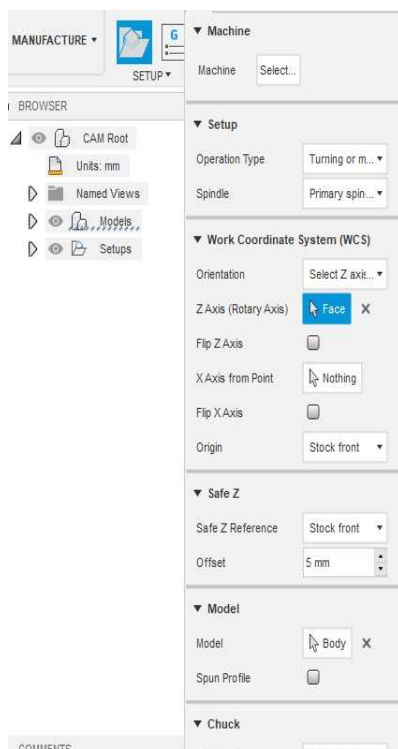 MANUFACTURE
G
SETUP
BROWSER
CAM Root
Units: mm
Named Views
Models
Setups
Machine
Machine Select...
Setup
Operation Type Turning or m...
Spindle Primary spin...
Work Coordinate System (WCS)
Orientation Select Z axi...
Z Axis (Rotary Axis) Face
Flip Z Axis
X Axis from Point Nothing
Flip X Axis
Origin Stock front
Safe Z
Safe Z Reference Stock front
Offset 5 mm
Model
Model Body
Spun Profile
Chuck
COMMENTS